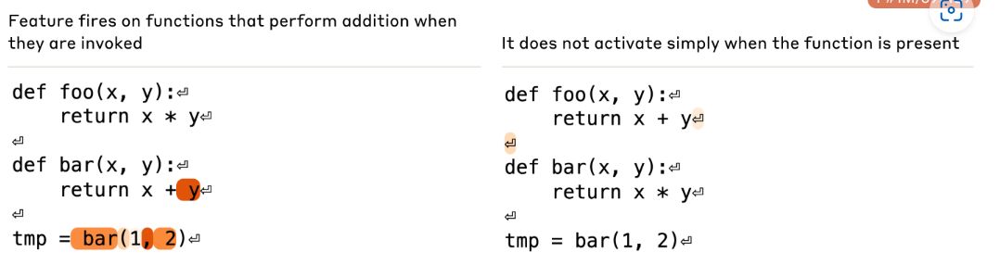 Feature fires on functions that perform addition when
they are invoked
def foo(x, y):⏎
    return x * y⏎
⏎
def bar(x, y):⏎
    return x + y⏎
⏎
tmp = bar(1, 2)⏎
It does not activate simply when the function is present
def foo(x, y):⏎
    return x + y⏎
⏎
def bar(x, y):⏎
    return x * y⏎
⏎
tmp = bar(1, 2)⏎